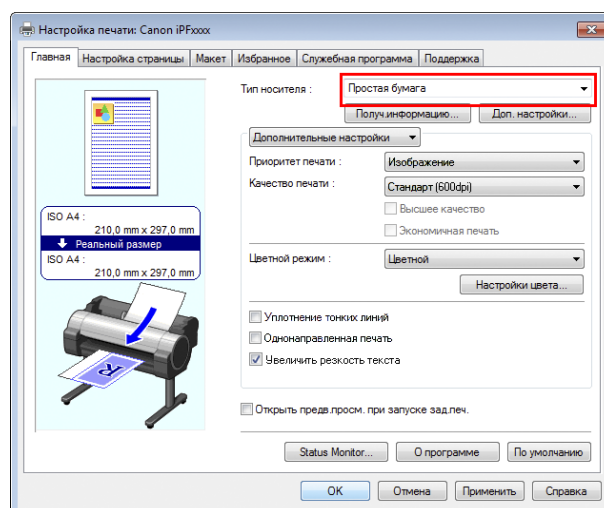 Настройка печати: Canon iPFxxxx
Главная Настройка страницы Макет Избранное Служебная программа Поддержка
Тип носителя : Простая бумага
Получ.информацию... Доп. настройки...
Дополнительные настройки
Приоритет печати : Изображение
Качество печати : Стандарт (600dpi)
Высшее качество
Экономичная печать
ISO A4 :
210,0 mm x 297,0 mm
Реальный размер
ISO A4 :
210,0 mm x 297,0 mm
Цветной режим : Цветной
Настройки цвета...
Уплотнение тонких линий
Однонаправленная печать
Увеличить резкость текста
R
Открыть предв.просм. при запуске зад.печ.
Status Monitor... О программе По умолчанию
OK Отмена Применить Справка